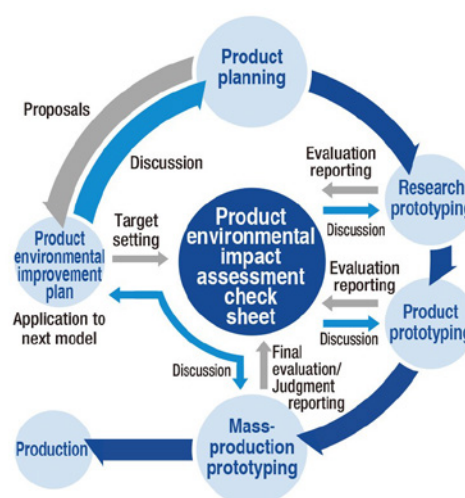 Product
planning
Proposals
Discussion
Evaluation
reporting
Research
prototyping
Discussion
Product
environmental
impact
assessment
check
sheet
Target
setting
Product
environmental
improvement
plan
Application to
next model
Evaluation
reporting
Product
prototyping
Discussion
Discussion
Final
evaluation/
Judgment
reporting
Mass-
production
prototyping
Production